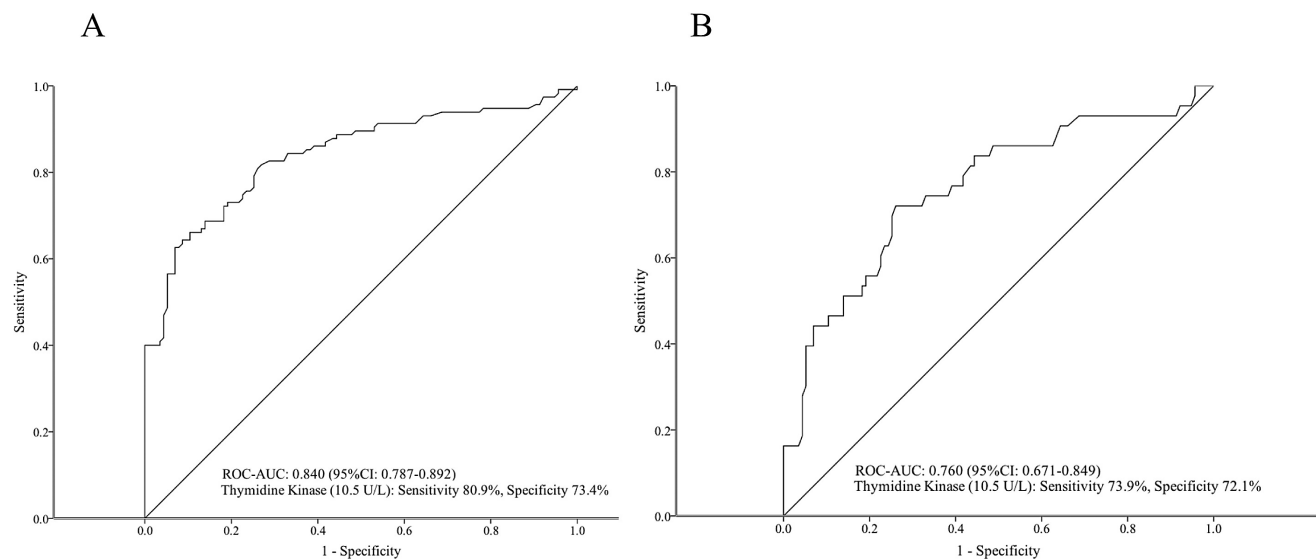 A
1.0
0.8
0.6
0.4
0.2
0.0
Sensitivity
ROC-AUC: 0.840 (95%CI: 0.787-0.892)
Thymidine Kinase (10.5 U/L): Sensitivity 80.9%, Specificity 73.4%
0.0 0.2 0.4 0.6 0.8 1.0
1 - Specificity
B
1.0
0.8
0.6
0.4
0.2
0.0
Sensitivity
ROC-AUC: 0.760 (95%CI: 0.671-0.849)
Thymidine Kinase (10.5 U/L): Sensitivity 73.9%, Specificity 72.1%
0.0 0.2 0.4 0.6 0.8 1.0
1 - Specificity